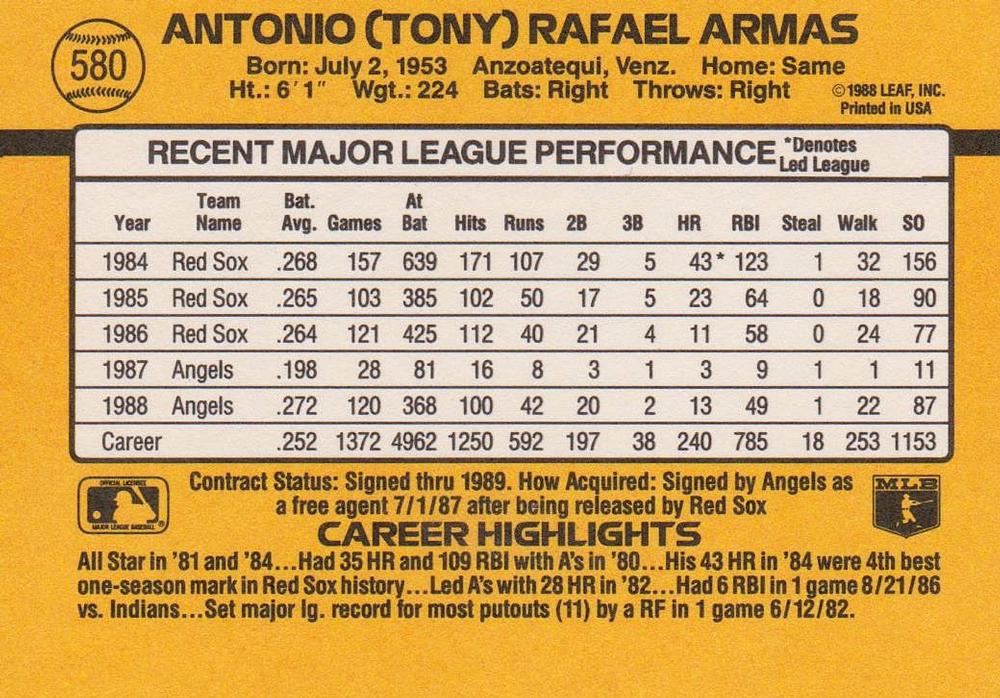 ANTONIO (TONY) RAFAEL ARMAS
580
Born: July 2, 1953 Anzoatequi, Venz. Home: Same
Ht.: 6'1" Wgt.: 224 Bats: Right Throws: Right
©1988 LEAF, INC.
Printed in USA
RECENT MAJOR LEAGUE PERFORMANCE *Denotes Led League
Year Team Name Bat. Avg. Games At Bat Hits Runs 2B 3B HR RBI Steal Walk SO
1984 Red Sox .268 157 639 171 107 29 5 43* 123 1 32 156
1985 Red Sox .265 103 385 102 50 17 5 23 64 0 18 90
1986 Red Sox .264 121 425 112 40 21 4 11 58 0 24 77
1987 Angels .198 28 81 16 8 3 1 3 9 1 1 11
1988 Angels .272 120 368 100 42 20 2 13 49 1 22 87
Career .252 1372 4962 1250 592 197 38 240 785 18 253 1153
Contract Status: Signed thru 1989. How Acquired: Signed by Angels as
a free agent 7/1/87 after being released by Red Sox
OFFICIAL LICENSEE
MAJOR LEAGUE BASEBALL
MLB
CAREER HIGHLIGHTS
All Star in '81 and '84...Had 35 HR and 109 RBI with A's in '80...His 43 HR in '84 were 4th best
one-season mark in Red Sox history...Led A's with 28 HR in '82...Had 6 RBI in 1 game 8/21/86
vs. Indians...Set major lg. record for most putouts (11) by a RF in 1 game 6/12/82.